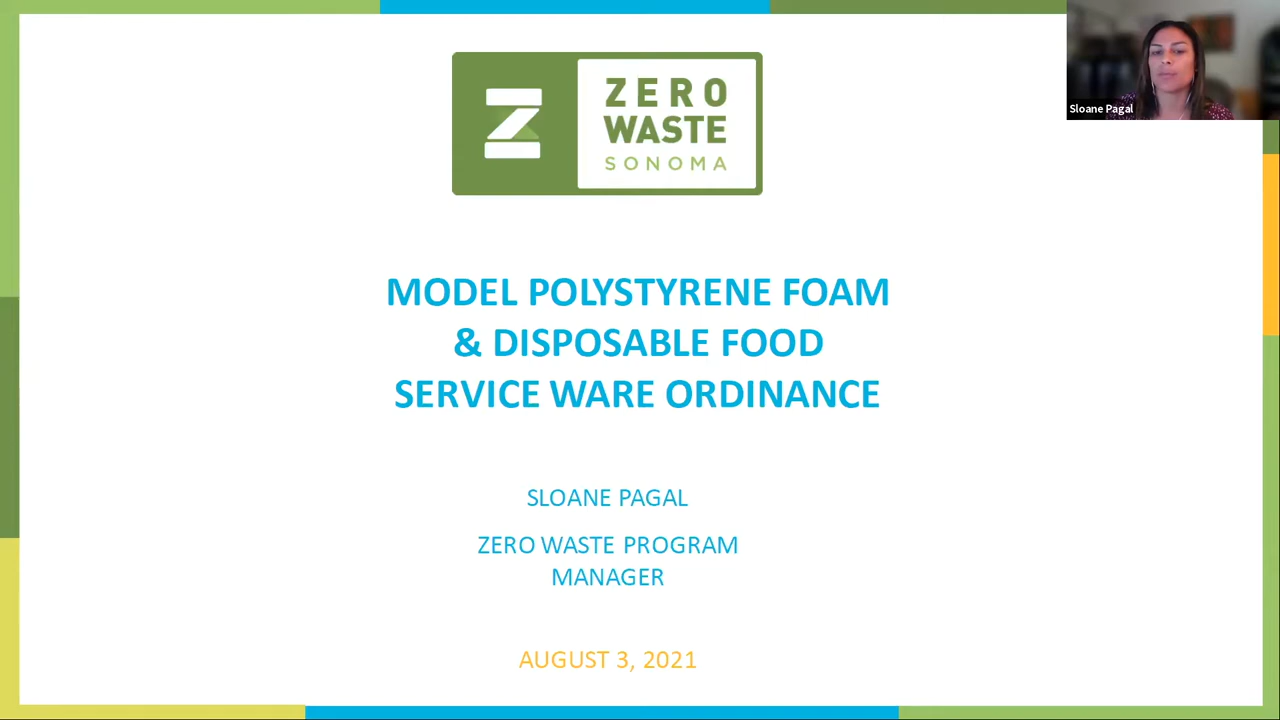 ZERO
WASTE
SONOMA
Sloane Pagal
MODEL POLYSTYRENE FOAM
& DISPOSABLE FOOD
SERVICE WARE ORDINANCE
SLOANE PAGAL
ZERO WASTE PROGRAM
MANAGER
AUGUST 3, 2021